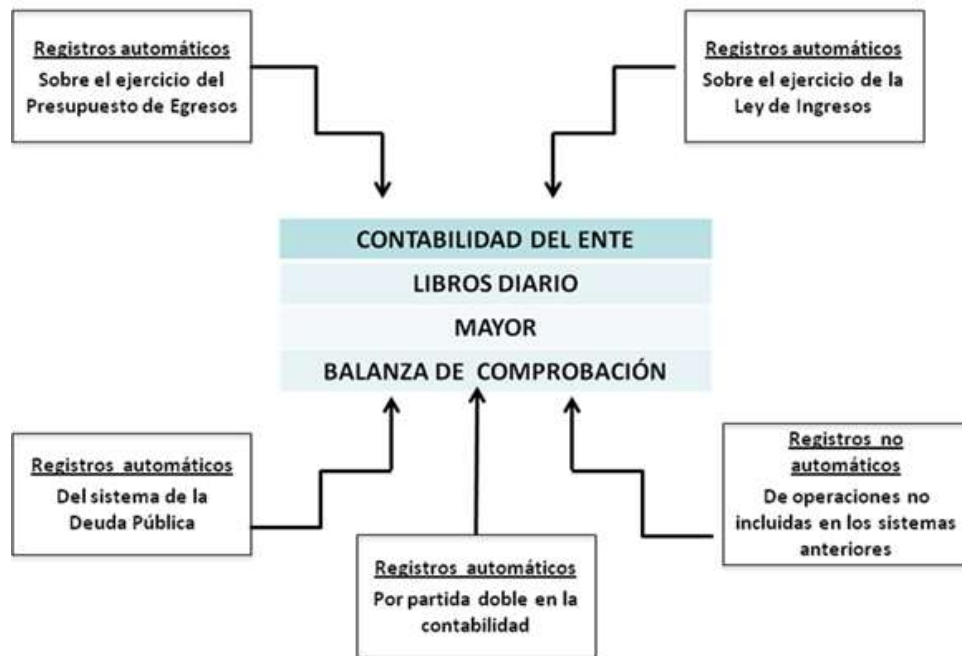 Registros automáticos
Sobre el ejercicio del
Presupuesto de Egresos
Registros automáticos
Sobre el ejercicio de la
Ley de Ingresos
CONTABILIDAD DEL ENTE
LIBROS DIARIO
MAYOR
BALANZA DE COMPROBACIÓN
Registros automáticos
Del sistema de la
Deuda Pública
Registros automáticos
Por partida doble en la
contabilidad
Registros no
automáticos
De operaciones no
incluidas en los sistemas
anteriores